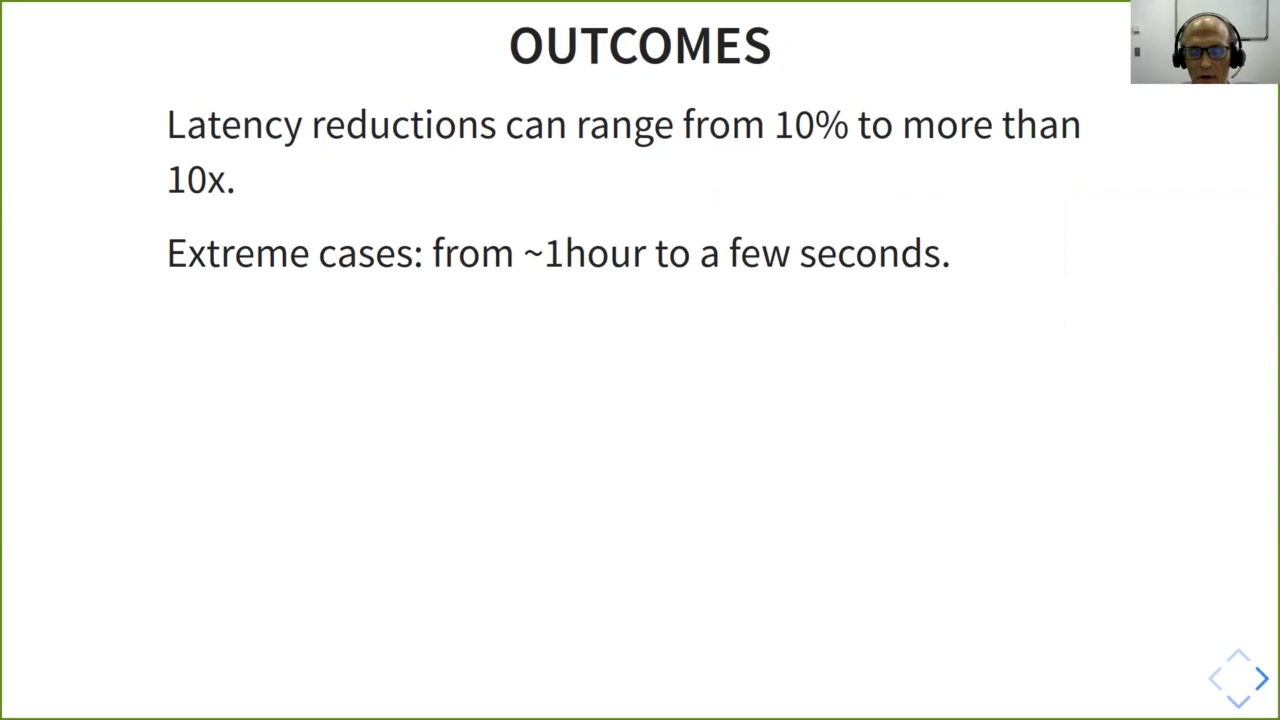 OUTCOMES
Latency reductions can range from 10% to more than
10x.
Extreme cases: from ~1hour to a few seconds.